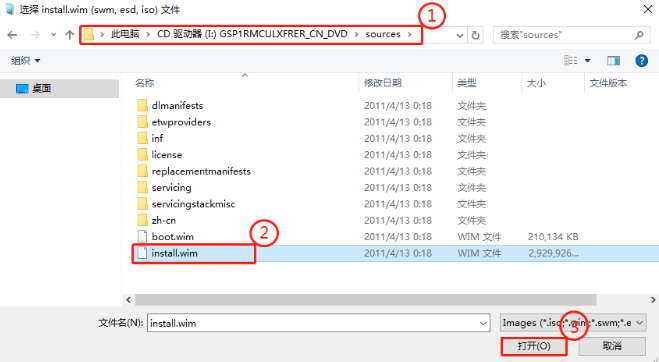 选择 install.wim (swm, esd, iso) 文件
①
此电脑 > CD 驱动器 (I:) GSP1RMCULXFRER_CN_DVD > sources >
搜索"sources"
组织
桌面
名称 修改日期 类型 大小 文件版本
dlmanifests 2011/4/13 0:18 文件夹
etwproviders 2011/4/13 0:18 文件夹
inf 2011/4/13 0:18 文件夹
license 2011/4/13 0:18 文件夹
replacementmanifests 2011/4/13 0:18 文件夹
servicing 2011/4/13 0:18 文件夹
servicingstackmisc 2011/4/13 0:18 文件夹
zh-cn 2011/4/13 0:18 文件夹
②
boot.wim 2011/4/13 0:18 WIM 文件 210,134 KB
install.wim 2011/4/13 0:18 WIM 文件 2,929,926...
文件名(N): install.wim Images (*.iso;*.wim;*.swm;*.e
③
打开(O) 取消